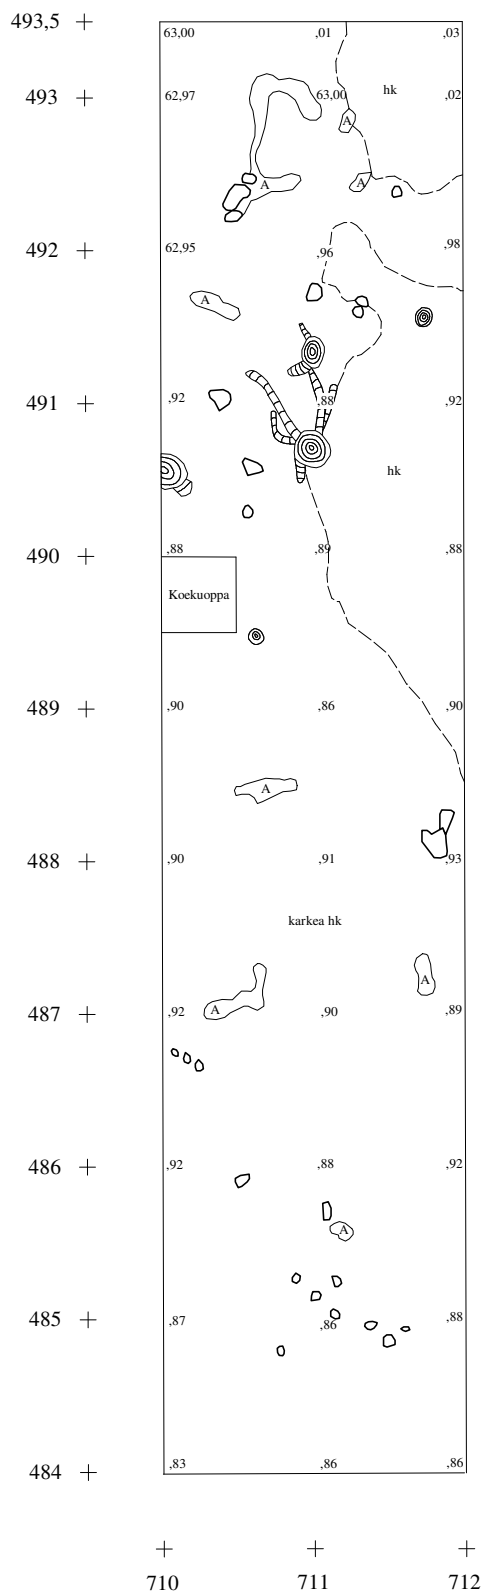 493,5
63,00 ,01 ,03
hk
493 62,97 63,00 ,02
A
A A
492 62,95 ,96 ,98
A
491 ,92 ,88 ,92
hk
490 ,88 ,89 ,88
Koekuoppa
489 ,90 ,86 ,90
A
488 ,90 ,91 ,93
karkea hk
A
487 ,92 A ,90 ,89
486 ,92 ,88 ,92
A
485 ,87 ,86 ,88
484 ,83 ,86 ,86
710 711 712